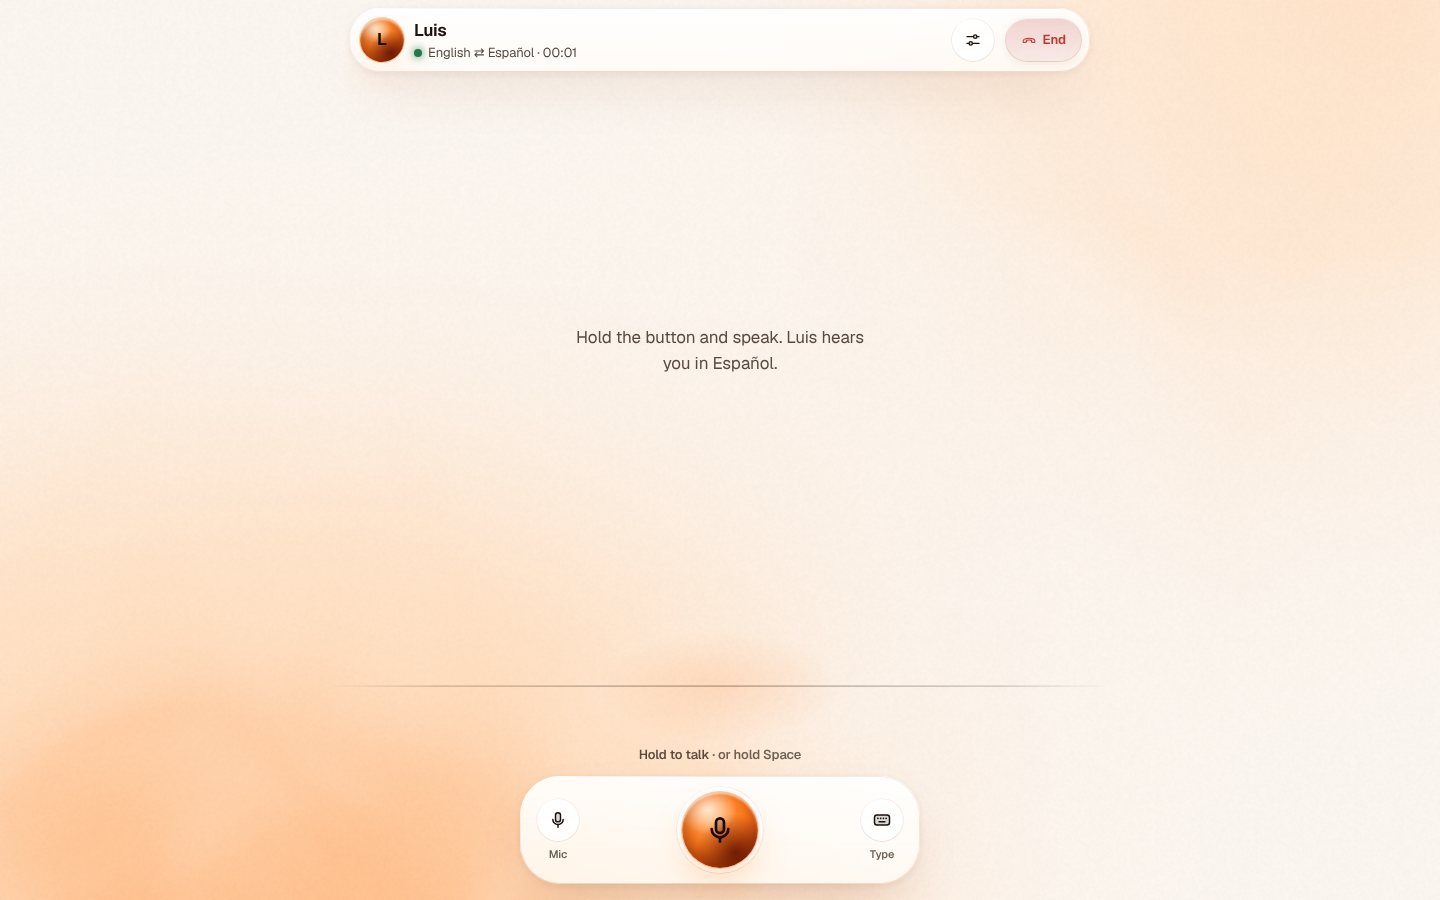 L
Luis
English ⇄ Español · 00:01
End
Hold the button and speak. Luis hears
you in Español.
Hold to talk · or hold Space
Mic
Type